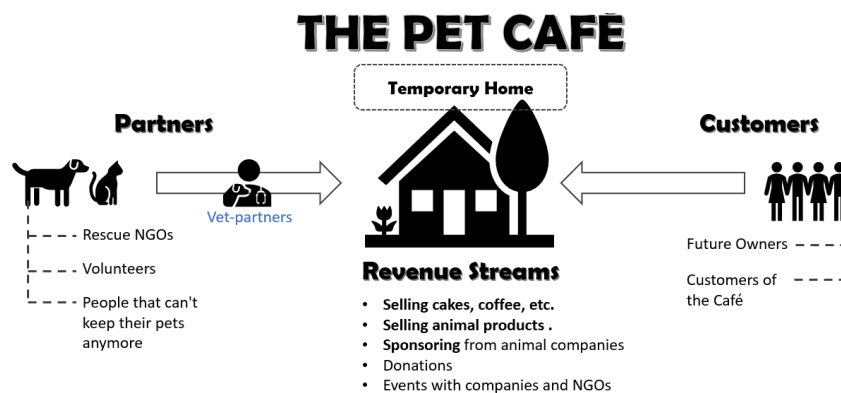 THE PET CAFÉ
Temporary Home
Partners
Customers
Vet-partners
Rescue NGOs
Volunteers
People that can't
keep their pets
anymore
Future Owners
Customers of
the Café
Revenue Streams
• Selling cakes, coffee, etc.
• Selling animal products .
• Sponsoring from animal companies
• Donations
• Events with companies and NGOs